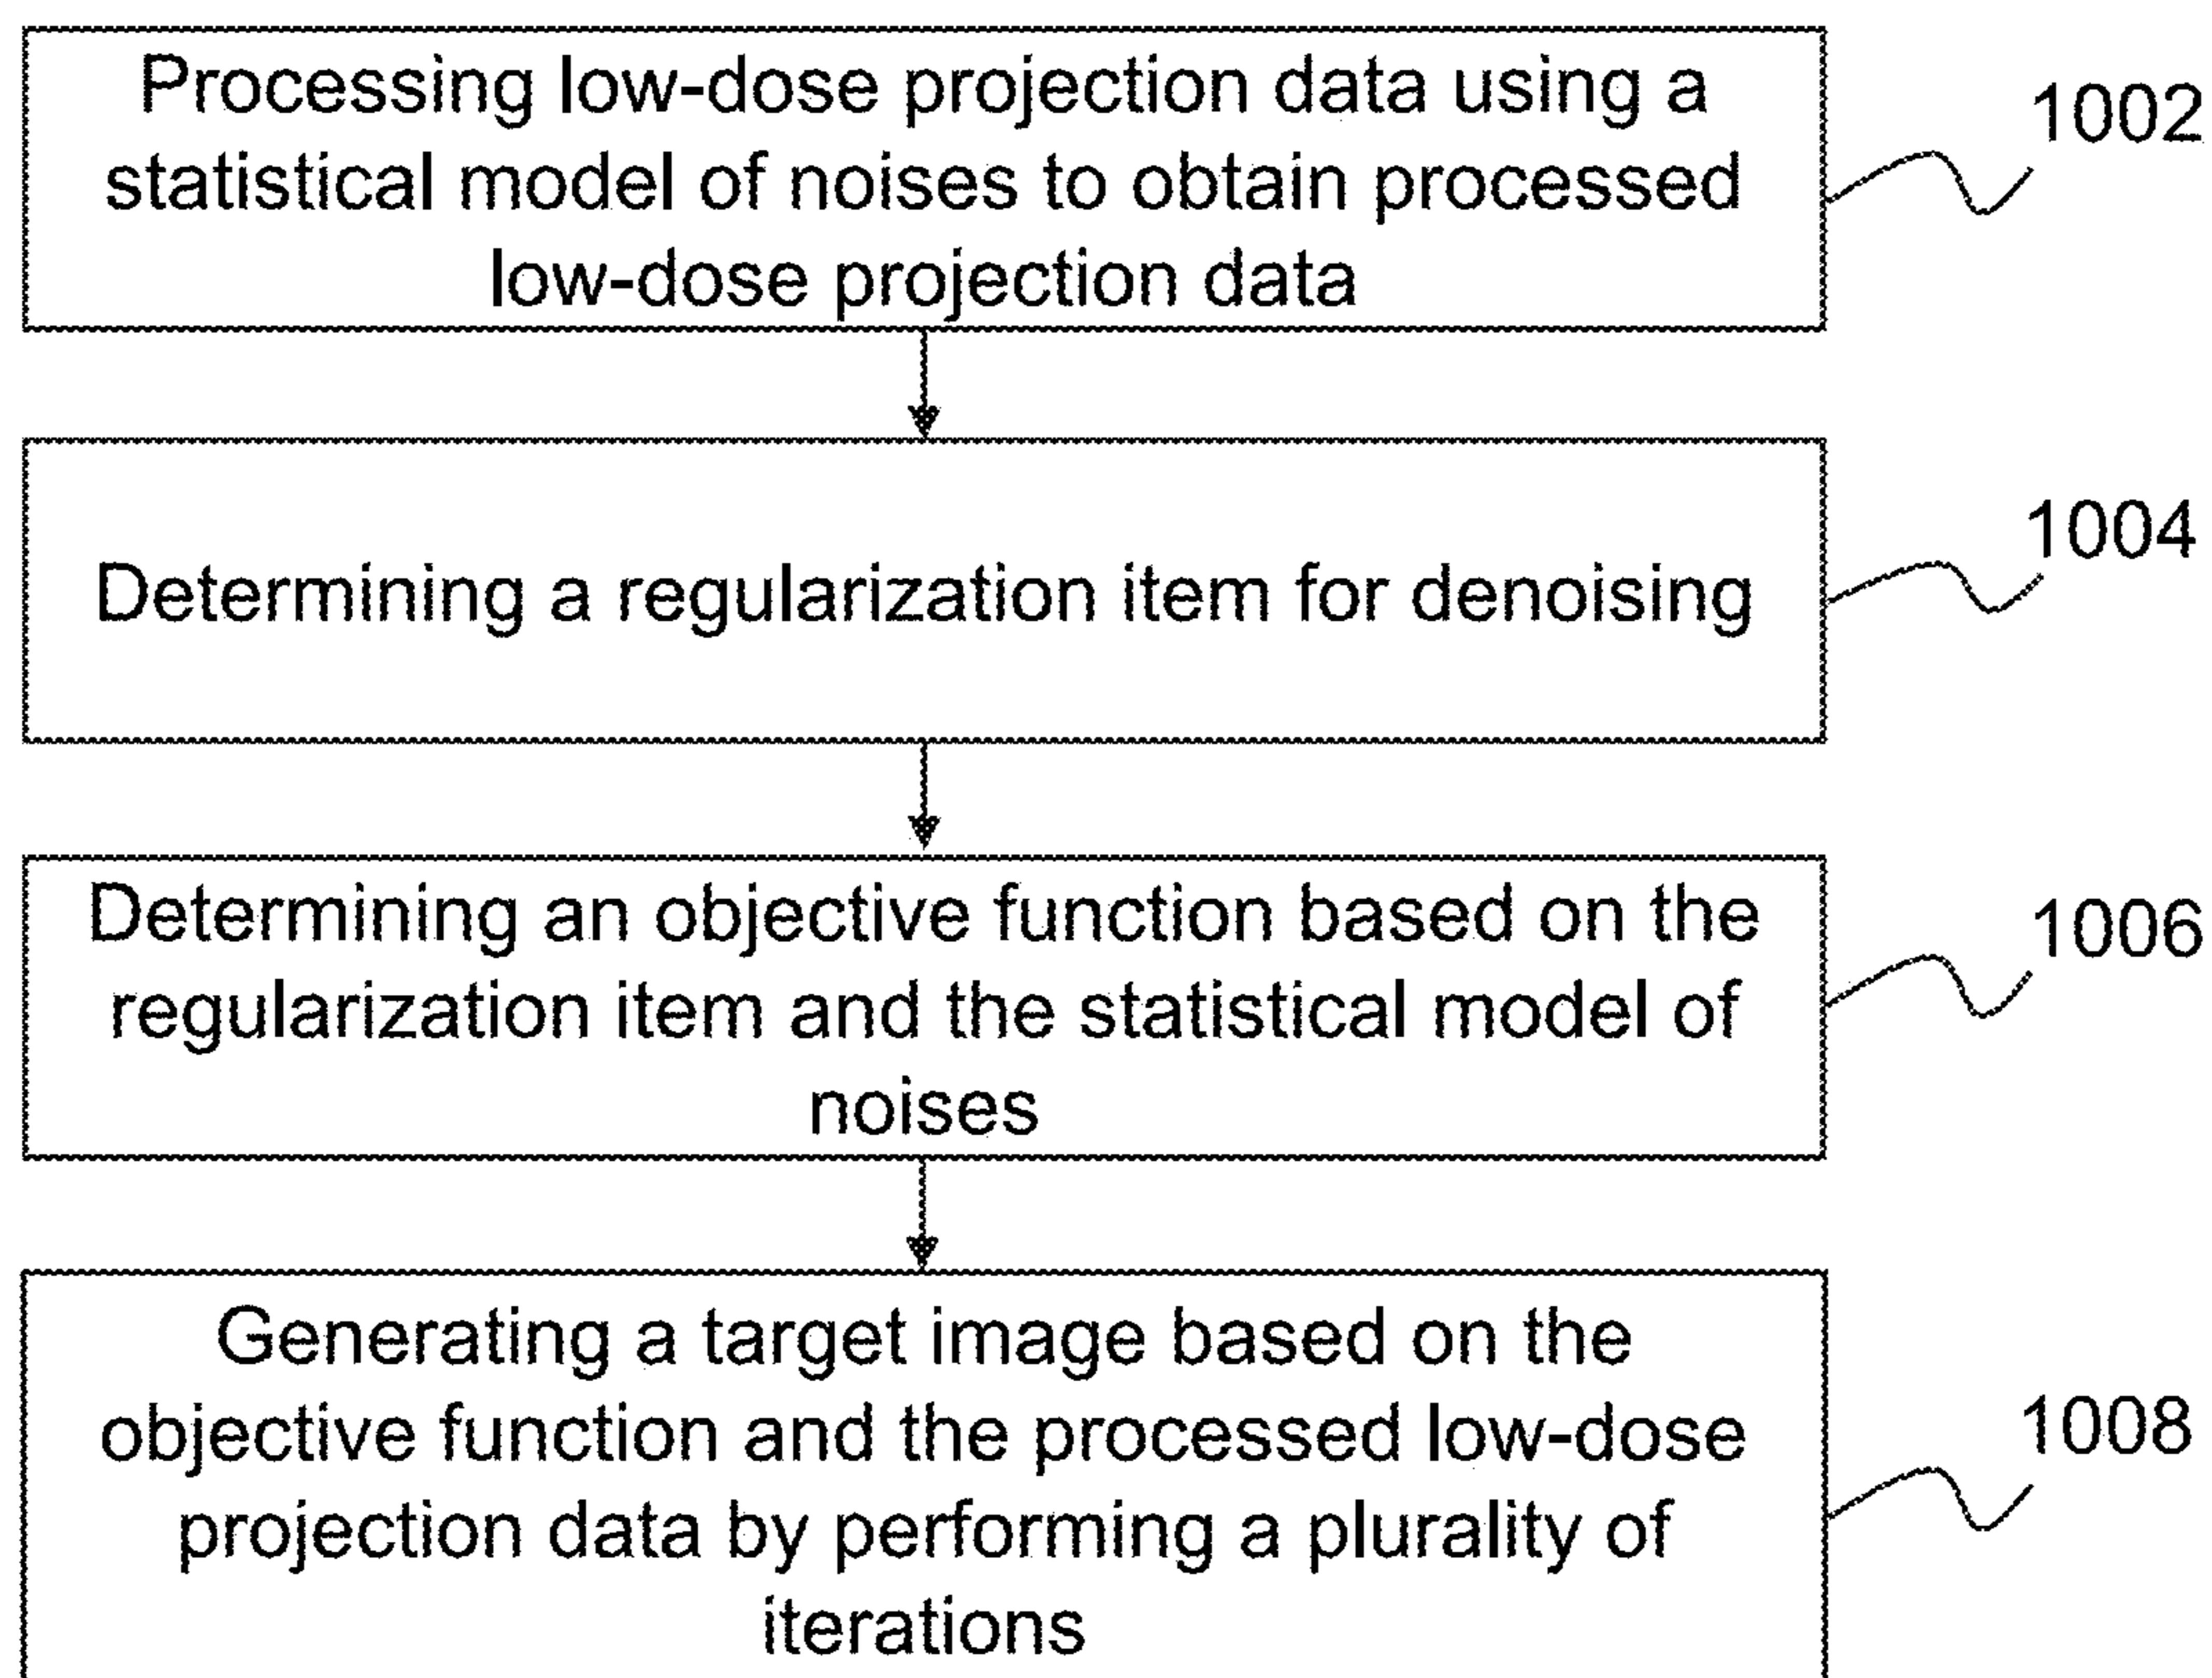 Processing low-dose projection data using a
statistical model of noises to obtain processed
low-dose projection data
1002
Determining a regularization item for denoising
1004
Determining an objective function based on the
regularization item and the statistical model of
noises
1006
Generating a target image based on the
objective function and the processed low-dose
projection data by performing a plurality of
iterations
1008